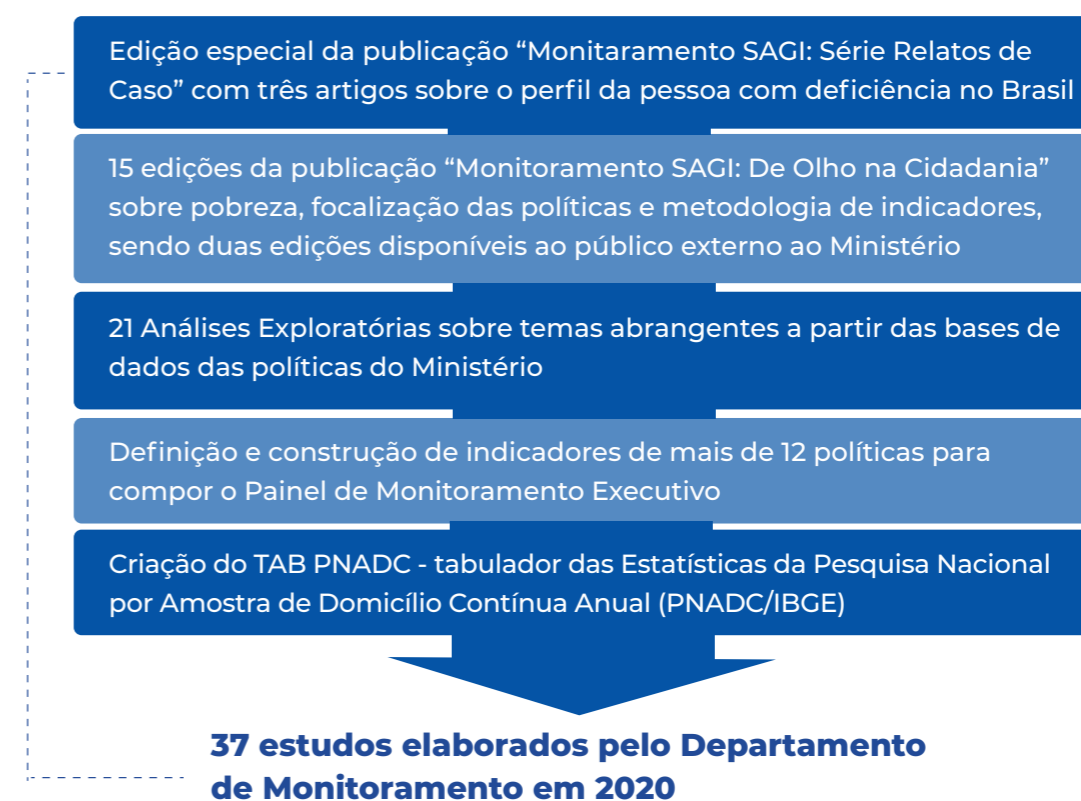 Edição especial da publicação “Monitaramento SAGI: Série Relatos de
Caso” com três artigos sobre o perfil da pessoa com deficiência no Brasil
15 edições da publicação “Monitoramento SAGI: De Olho na Cidadania”
sobre pobreza, focalização das políticas e metodologia de indicadores,
sendo duas edições disponíveis ao público externo ao Ministério
21 Análises Exploratórias sobre temas abrangentes a partir das bases de
dados das políticas do Ministério
Definição e construção de indicadores de mais de 12 políticas para
compor o Painel de Monitoramento Executivo
Criação do TAB PNADC - tabulador das Estatísticas da Pesquisa Nacional
por Amostra de Domicílio Contínua Anual (PNADC/IBGE)
37 estudos elaborados pelo Departamento
de Monitoramento em 2020